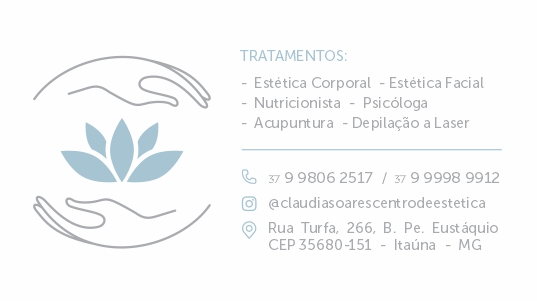 TRATAMENTOS:
- Estética Corporal - Estética Facial
- Nutricionista - Psicóloga
- Acupuntura - Depilação a Laser
37 9 9806 2517 / 37 9 9998 9912
@claudiasoarescentrodeestetica
Rua Turfa, 266, B. Pe. Eustáquio
CEP 35680-151 - Itaúna - MG